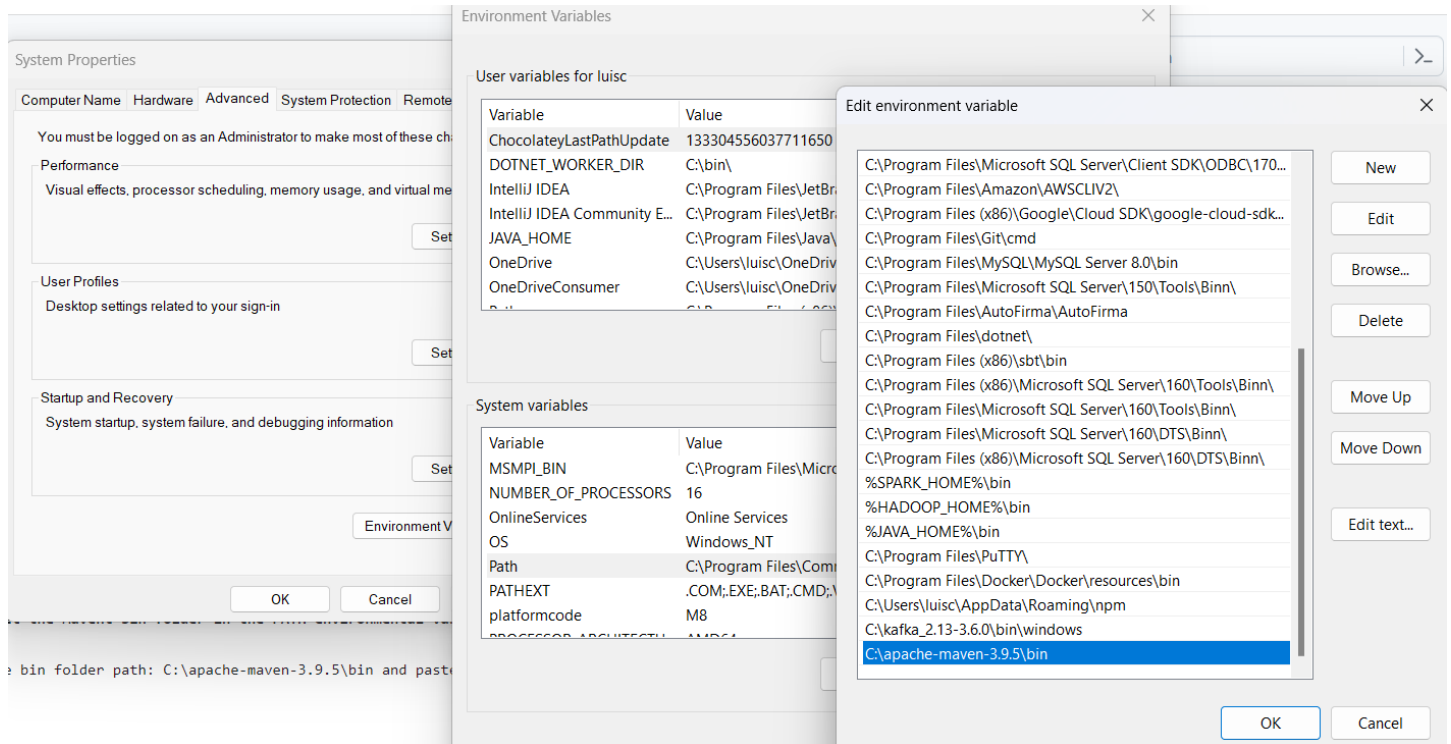 System Properties
Computer Name Hardware Advanced System Protection Remote
You must be logged on as an Administrator to make most of these
Performance
Visual effects, processor scheduling, memory usage, and virtual
Set
User Profiles
Desktop settings related to your sign-in
Set
Startup and Recovery
System startup, system failure, and debugging information
Set
Environment V
OK Cancel
bin folder path: C:\apache-maven-3.9.5\bin and paste
Environment Variables
User variables for luisc
Variable Value
ChocolateyLastPathUpdate 133304556037711650
DOTNET_WORKER_DIR C:\bin\
IntelliJ IDEA C:\Program Files\JetBra
IntelliJ IDEA Community E... C:\Program Files\JetBra
JAVA_HOME C:\Program Files\Java\
OneDrive C:\Users\luisc\OneDriv
OneDriveConsumer C:\Users\luisc\OneDriv
System variables
Variable Value
MSMPI_BIN C:\Program Files\Micro
NUMBER_OF_PROCESSORS 16
OnlineServices Online Services
OS Windows_NT
Path C:\Program Files\Com
PATHEXT .COM;.EXE;.BAT;.CMD;
platformcode M8
PROCESSOR_ARCHITECTU AMD64
Edit environment variable
C:\Program Files\Microsoft SQL Server\Client SDK\ODBC\170...
C:\Program Files\Amazon\AWSCLIV2\
C:\Program Files (x86)\Google\Cloud SDK\google-cloud-sdk...
C:\Program Files\Git\cmd
C:\Program Files\MySQL\MySQL Server 8.0\bin
C:\Program Files\Microsoft SQL Server\150\Tools\Binn\
C:\Program Files\AutoFirma\AutoFirma
C:\Program Files\dotnet\
C:\Program Files (x86)\sbt\bin
C:\Program Files (x86)\Microsoft SQL Server\160\Tools\Binn\
C:\Program Files\Microsoft SQL Server\160\Tools\Binn\
C:\Program Files\Microsoft SQL Server\160\DTS\Binn\
C:\Program Files (x86)\Microsoft SQL Server\160\DTS\Binn\
%SPARK_HOME%\bin
%HADOOP_HOME%\bin
%JAVA_HOME%\bin
C:\Program Files\PuTTY\
C:\Program Files\Docker\Docker\resources\bin
C:\Users\luisc\AppData\Roaming\npm
C:\kafka_2.13-3.6.0\bin\windows
C:\apache-maven-3.9.5\bin
New
Edit
Browse...
Delete
Move Up
Move Down
Edit text...
OK Cancel